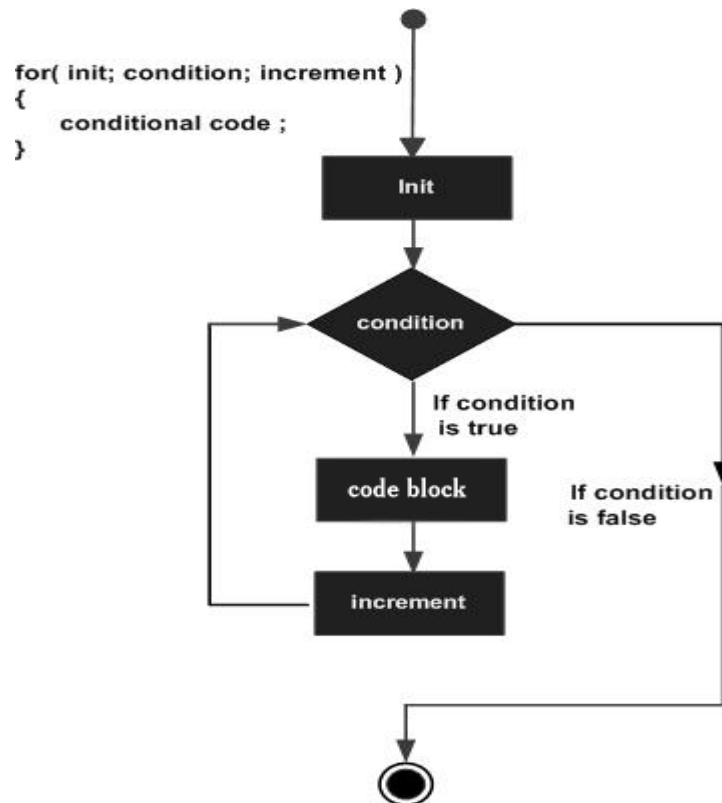 for( init; condition; increment )
{
conditional code ;
}
Init
condition
If condition
is true
code block
If condition
is false
increment